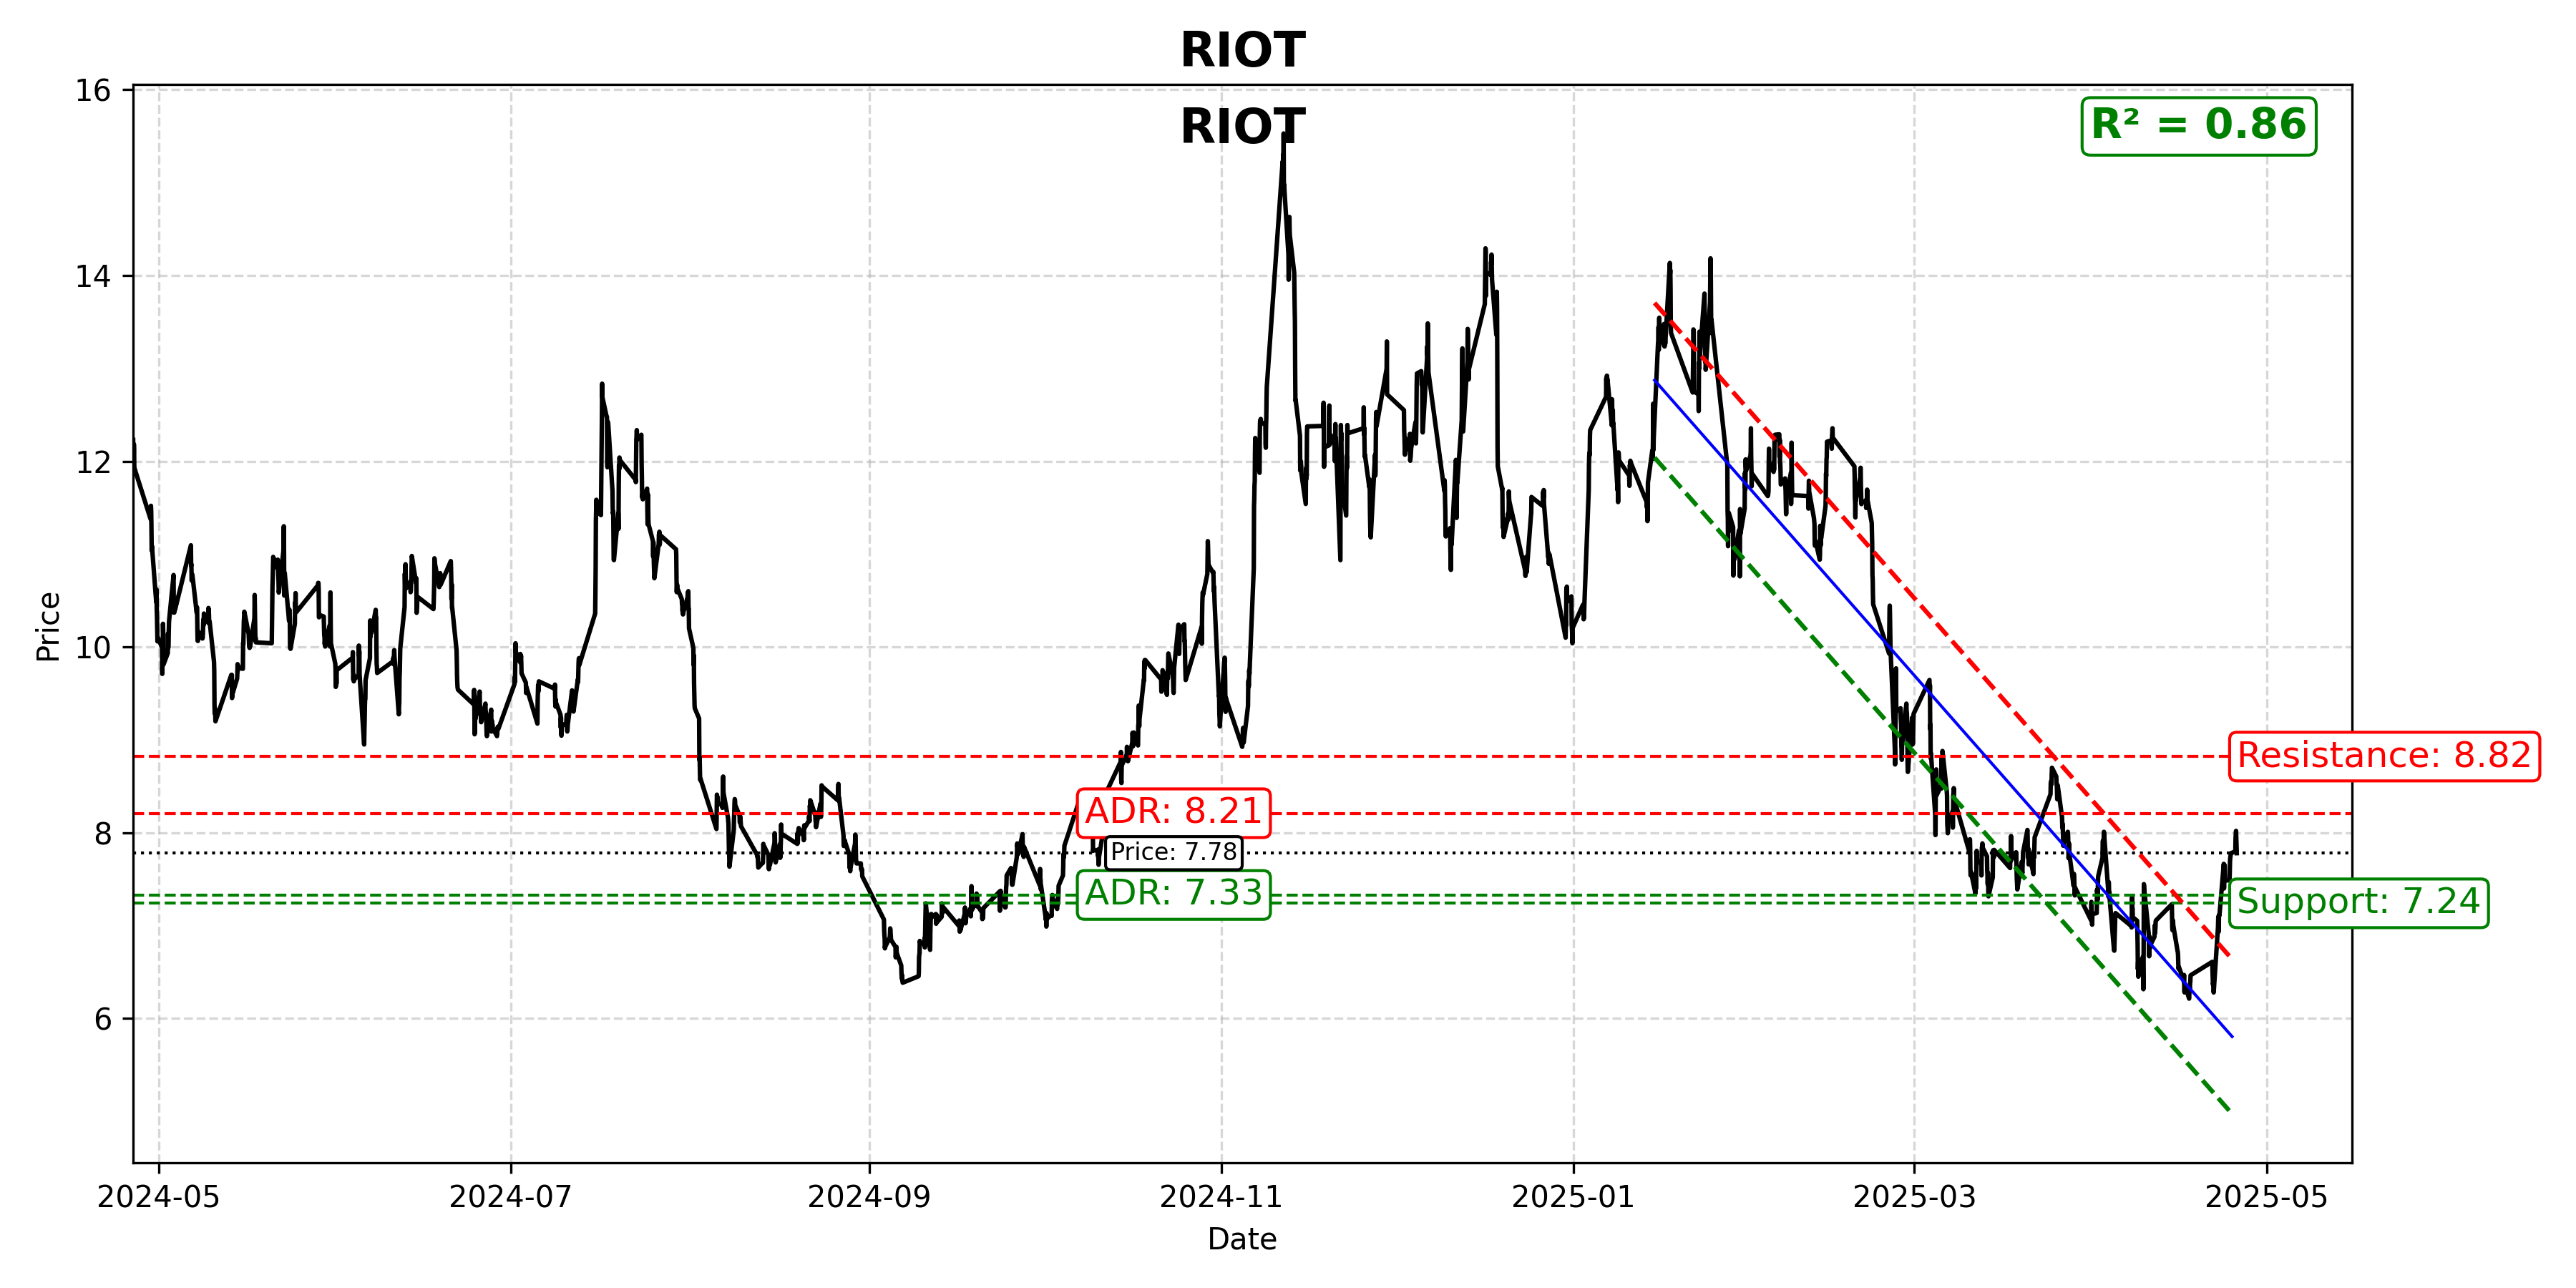 RIOT
RIOT
R² = 0.86
16
14
12
10
8
6
Price
Resistance: 8.82
ADR: 8.21
Price: 7.78
ADR: 7.33
Support: 7.24
2024-05
2024-07
2024-09
2024-11
2025-01
2025-03
2025-05
Date